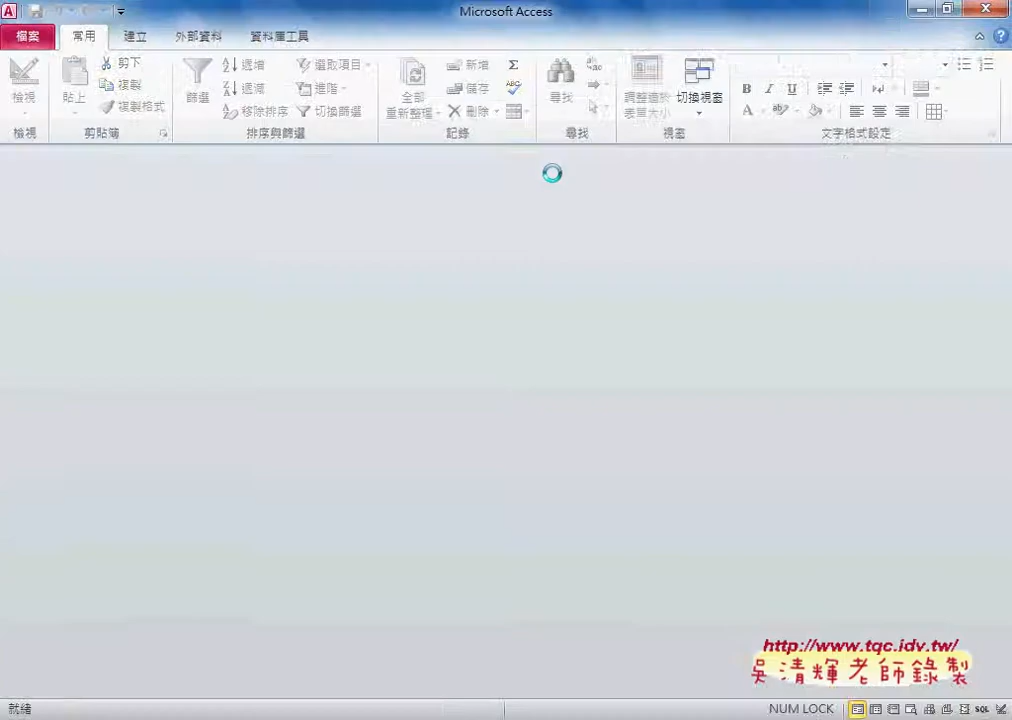 Microsoft Access
檔案 常用 建立 外部資料 資料庫工具
檢視 貼上 剪下 複製 複製格式
篩選 遞增 遞減 移除排序 選取項目 進階 切換篩選
全部重新整理 新增 儲存 刪除
尋找
調整適於表單大小 切換視窗
檢視 剪貼簿 排序與篩選 記錄 尋找 視窗 文字格式設定
http://www.tqc.idv.tw/
吳清輝老師錄製
就緒 NUM LOCK SQL